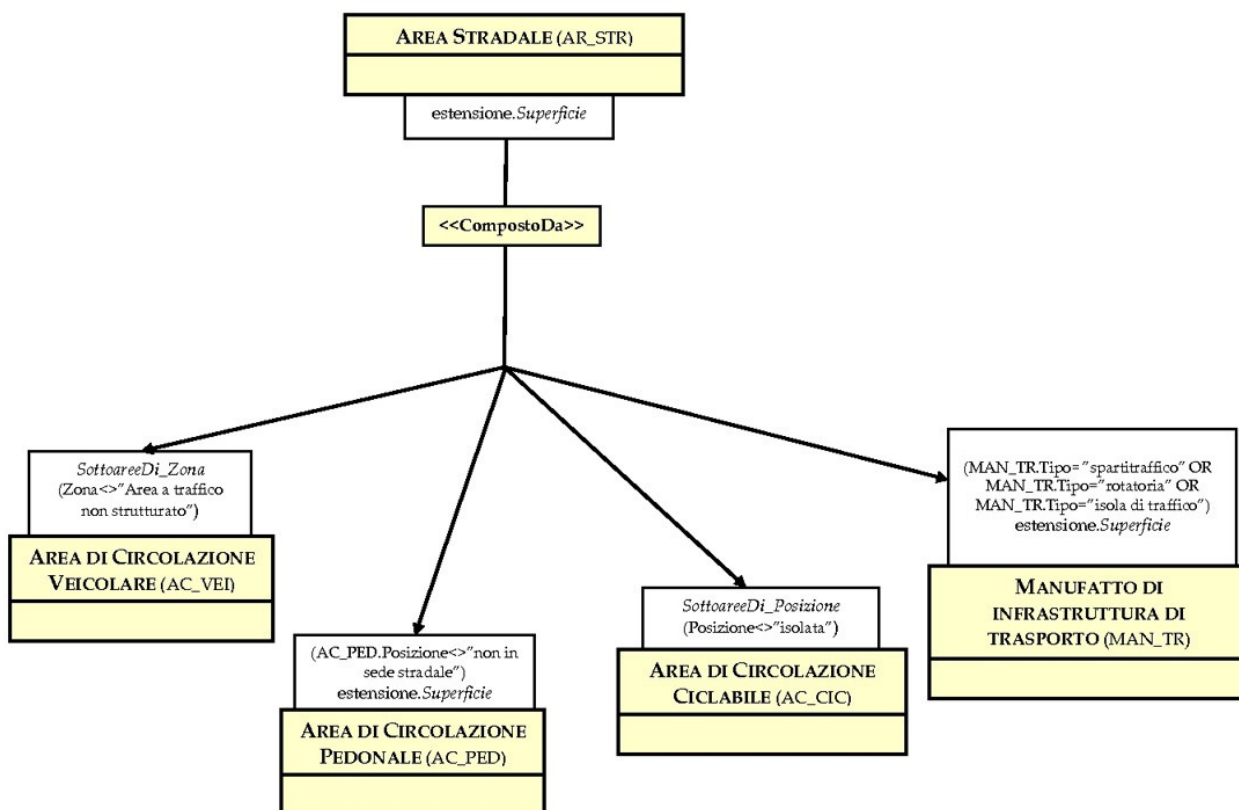 AREA STRADALE (AR_STR)
estensione.Superficie
<<CompostoDa>>
SottoareeDi_Zona
(Zona<>"Area a traffico
non strutturato")
AREA DI CIRCOLAZIONE
VEICOLARE (AC_VEI)
(AC_PED.Posizione<>"non in
sede stradale")
estensione.Superficie
AREA DI CIRCOLAZIONE
PEDONALE (AC_PED)
SottoareeDi_Posizione
(Posizione<>"isolata")
AREA DI CIRCOLAZIONE
CICLABILE (AC_CIC)
(MAN_TR.Tipo="spartitraffico" OR
MAN_TR.Tipo="rotatoria" OR
MAN_TR.Tipo="isola di traffico")
estensione.Superficie
MANUFATTO DI
INFRASTRUTTURA DI
TRASPORTO (MAN_TR)